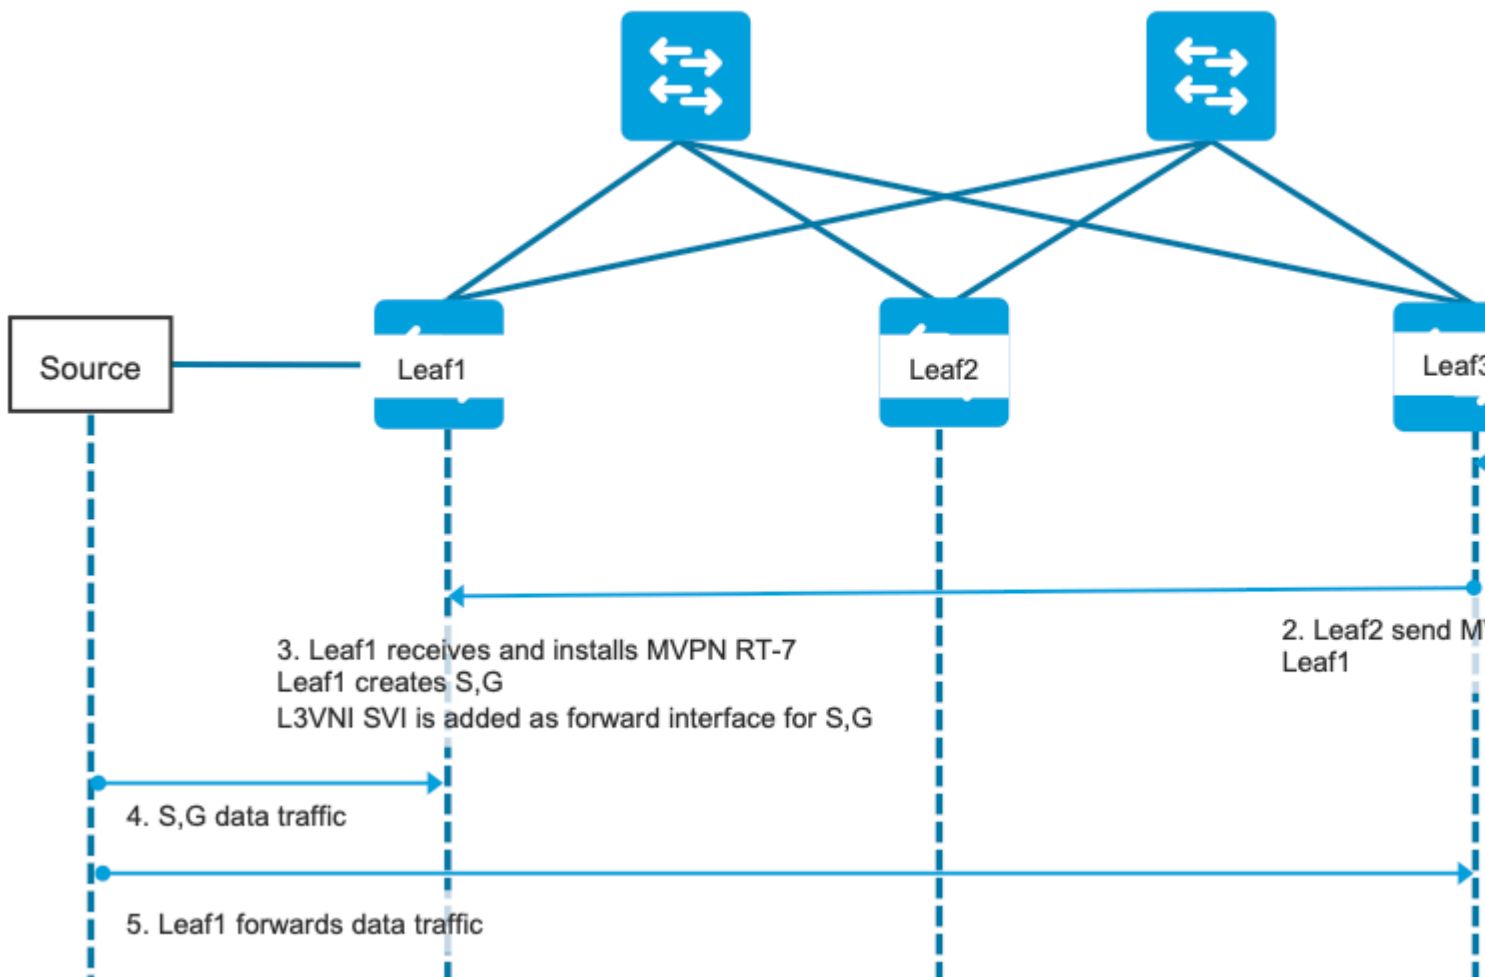 Source
Leaf1
Leaf2
Leaf3
2. Leaf2 send
Leaf1
3. Leaf1 receives and installs MVPN RT-7
Leaf1 creates S,G
L3VNI SVI is added as forward interface for S,G
4. S,G data traffic
5. Leaf1 forwards data traffic